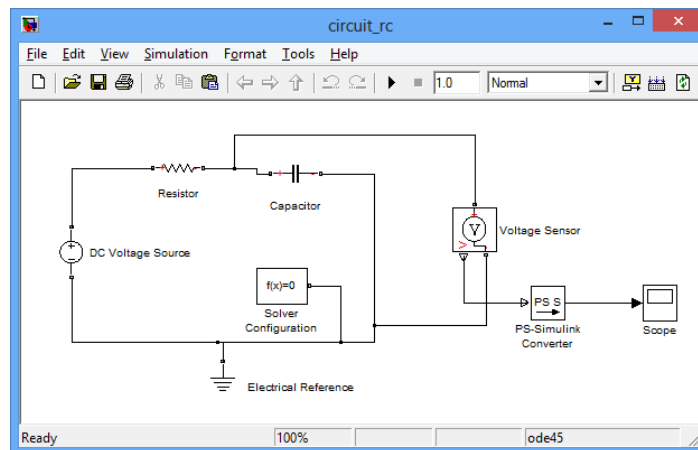 circuit_rc
File Edit View Simulation Format Tools Help
1.0 Normal
Resistor
Capacitor
DC Voltage Source
V
Voltage Sensor
f(x)=0
Solver
Configuration
PS S
PS-Simulink
Converter
Scope
Electrical Reference
Ready 100% ode45